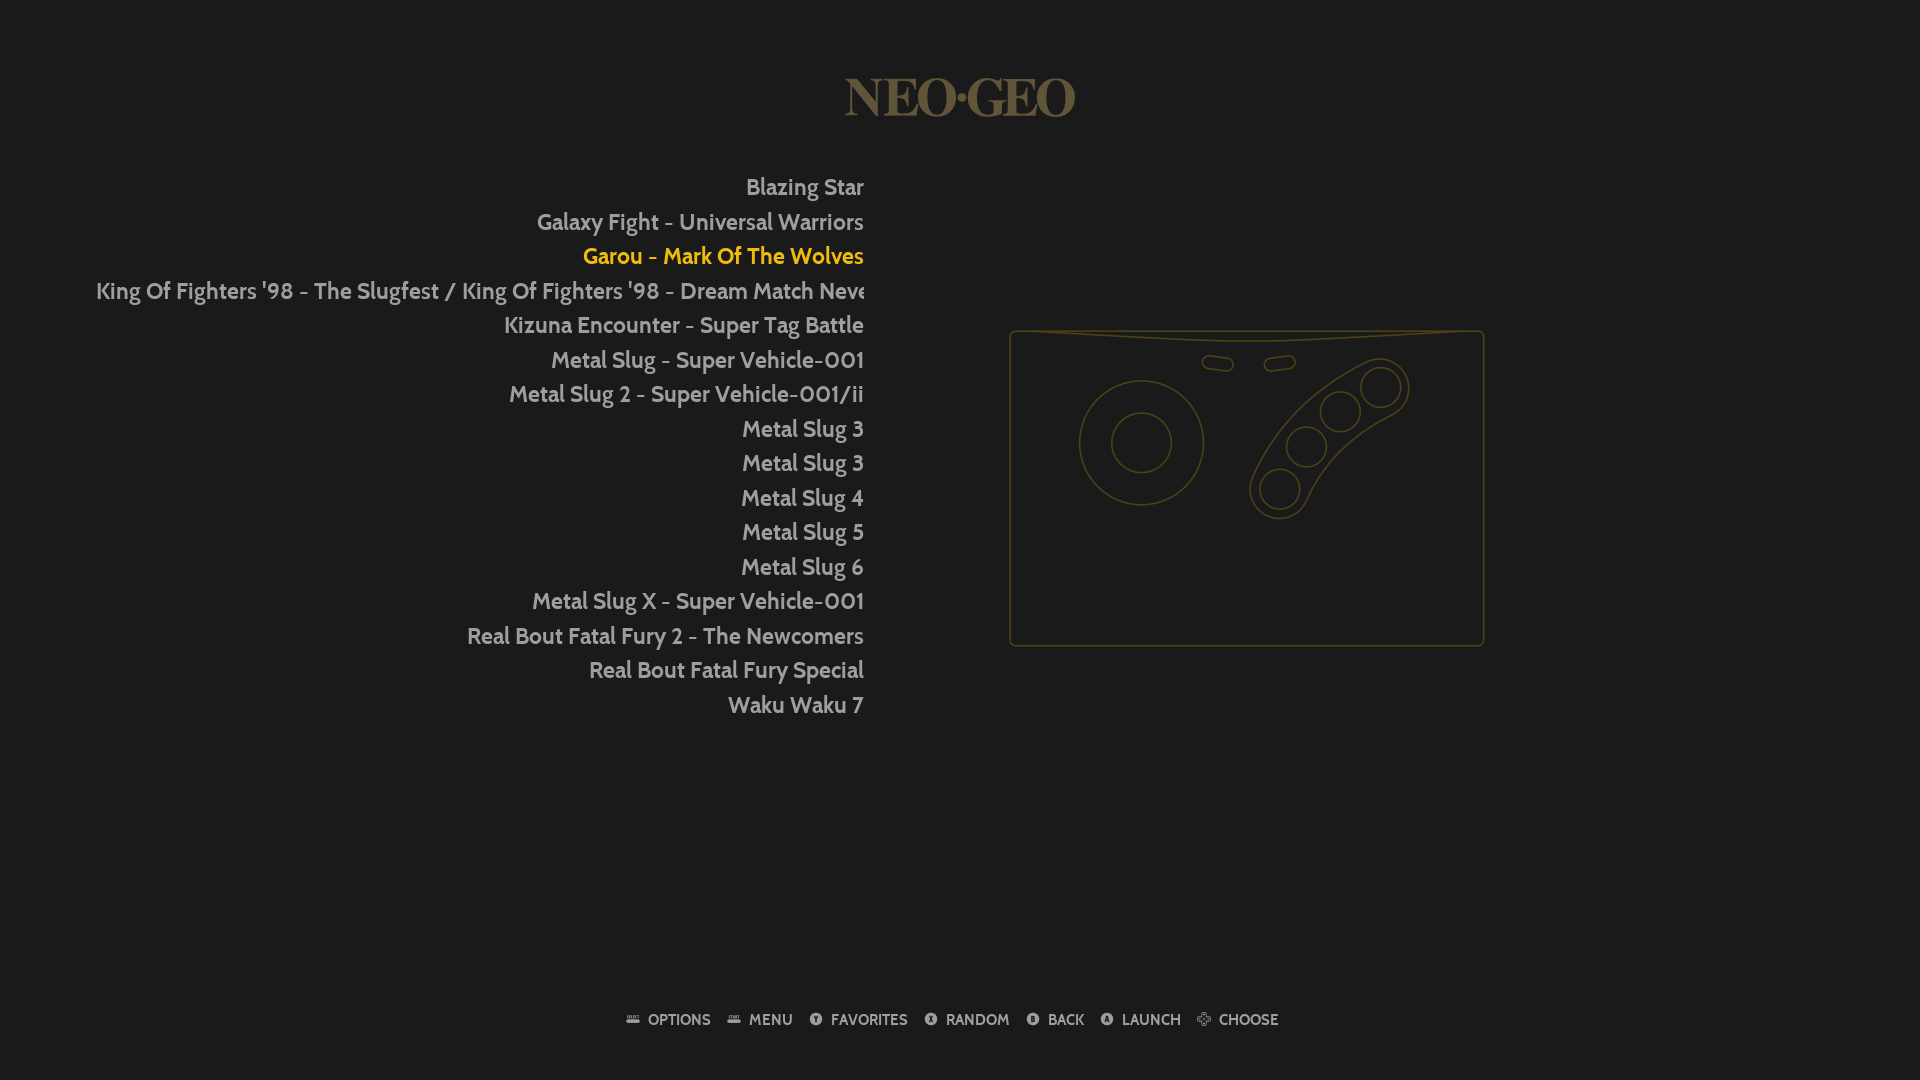 NEO·GEO
Blazing Star
Galaxy Fight - Universal Warriors
Garou - Mark Of The Wolves
King Of Fighters '98 - The Slugfest / King Of Fighters '98 - Dream Match Neve
Kizuna Encounter - Super Tag Battle
Metal Slug - Super Vehicle-001
Metal Slug 2 - Super Vehicle-001/ii
Metal Slug 3
Metal Slug 3
Metal Slug 4
Metal Slug 5
Metal Slug 6
Metal Slug X - Super Vehicle-001
Real Bout Fatal Fury 2 - The Newcomers
Real Bout Fatal Fury Special
Waku Waku 7
SELECT OPTIONS START MENU Y FAVORITES X RANDOM B BACK A LAUNCH CHOOSE